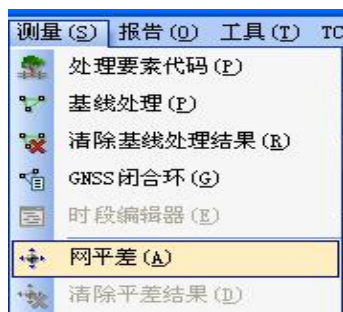 测量(S) 报告(O) 工具(T) TC
处理要素代码(P)
基线处理(P)
清除基线处理结果(R)
GNSS闭合环(G)
时段编辑器(E)
网平差(A)
清除平差结果(D)